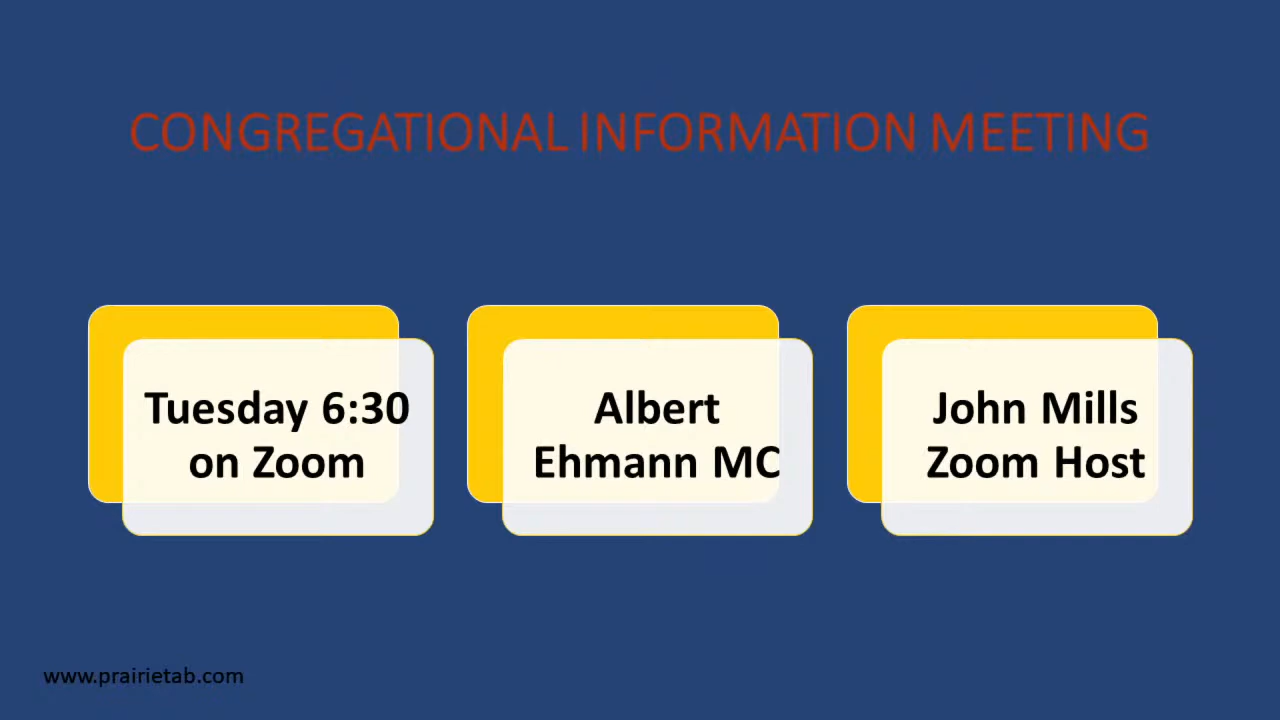 CONGREGATIONAL INFORMATION MEETING
Tuesday 6:30
on Zoom
Albert
Ehmann MC
John Mills
Zoom Host
www.prairietab.com